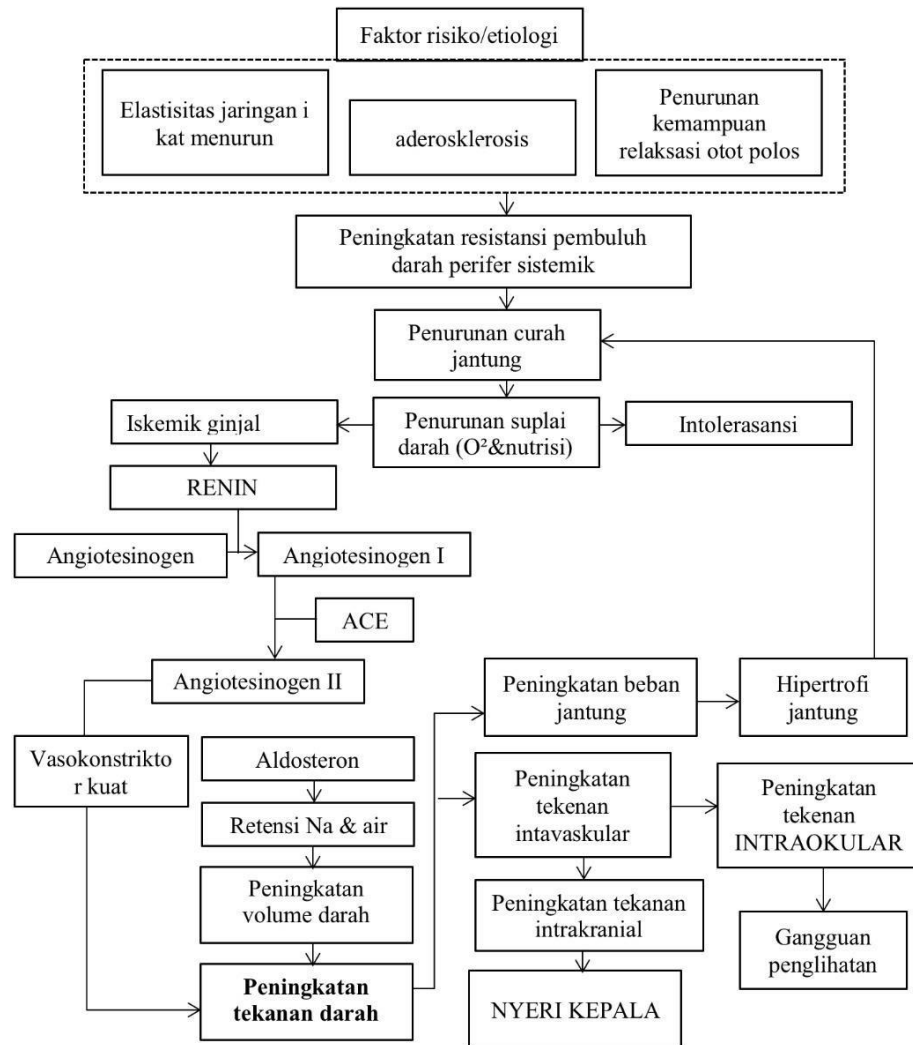 Faktor risiko/etiologi
Elastisitas jaringan i
kat menurun
aderosklerosis
Penurunan
kemampuan
relaksasi otot polos
Peningkatan resistansi pembuluh
darah perifer sistemik
Penurunan curah
jantung
Iskemik ginjal
Penurunan suplai
darah (O²&nutrisi)
Intolerasansi
RENIN
Angiotesinogen
Angiotesinogen I
ACE
Angiotesinogen II
Peningkatan beban
jantung
Hipertrofi
jantung
Vasokonstrikto
r kuat
Aldosteron
Retensi Na & air
Peningkatan
volume darah
Peningkatan
tekanan darah
Peningkatan
tekenan
intavaskular
Peningkatan
tekenan
INTRAOKULAR
Peningkatan tekanan
intrakranial
Gangguan
penglihatan
NYERI KEPALA